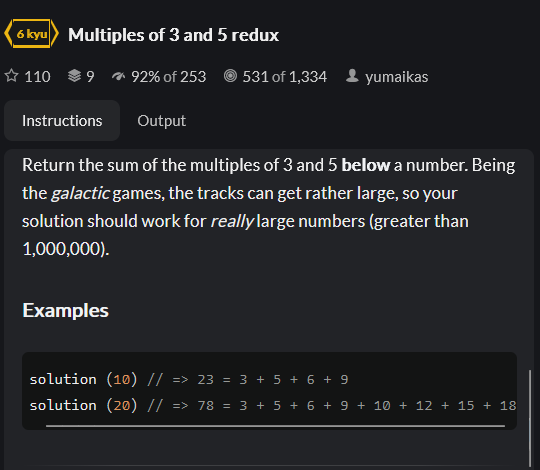 6 kyu Multiples of 3 and 5 redux
110 9 92% of 253 531 of 1,334 yumaikas
Instructions Output
Return the sum of the multiples of 3 and 5 below a number. Being
the galactic games, the tracks can get rather large, so your
solution should work for really large numbers (greater than
1,000,000).
Examples
solution (10) // => 23 = 3 + 5 + 6 + 9
solution (20) // => 78 = 3 + 5 + 6 + 9 + 10 + 12 + 15 + 18